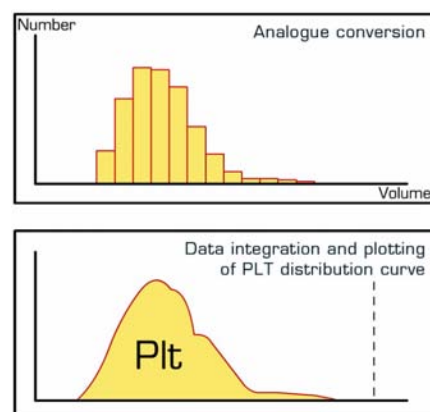 Number
Analogue conversion
Volume
Data integration and plotting
of PLT distribution curve
Plt